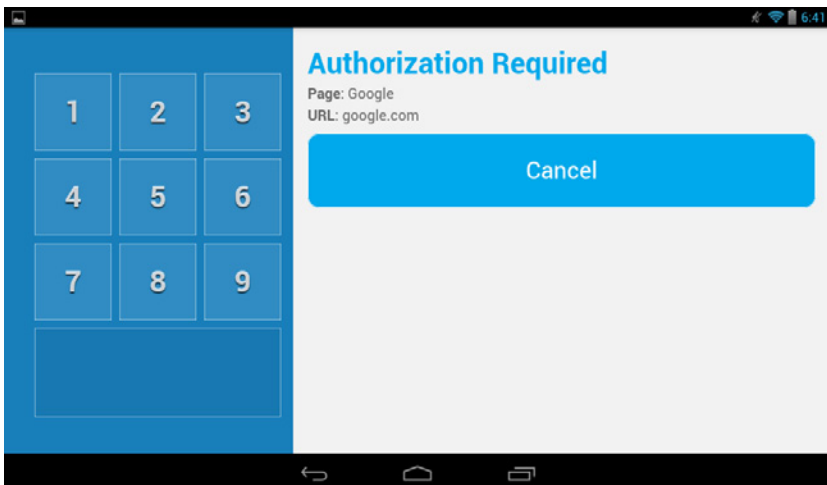 6:41
1 2 3
4 5 6
7 8 9
Authorization Required
Page: Google
URL: google.com
Cancel